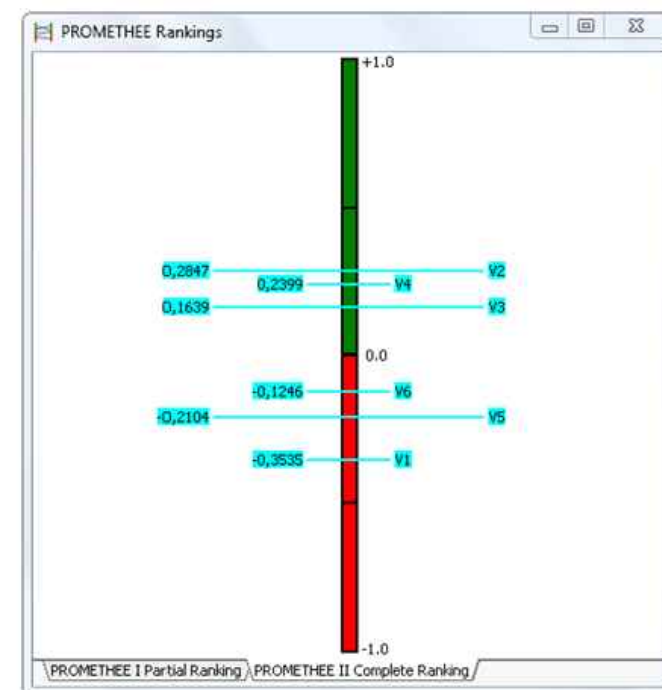 PROMETHEE Rankings
+1.0
0,2847 V2
0,2399 V4
0,1639 V3
0.0
-0,1246 V6
-0,2104 V5
-0,3535 V1
-1.0
PROMETHEE I Partial Ranking PROMETHEE II Complete Ranking